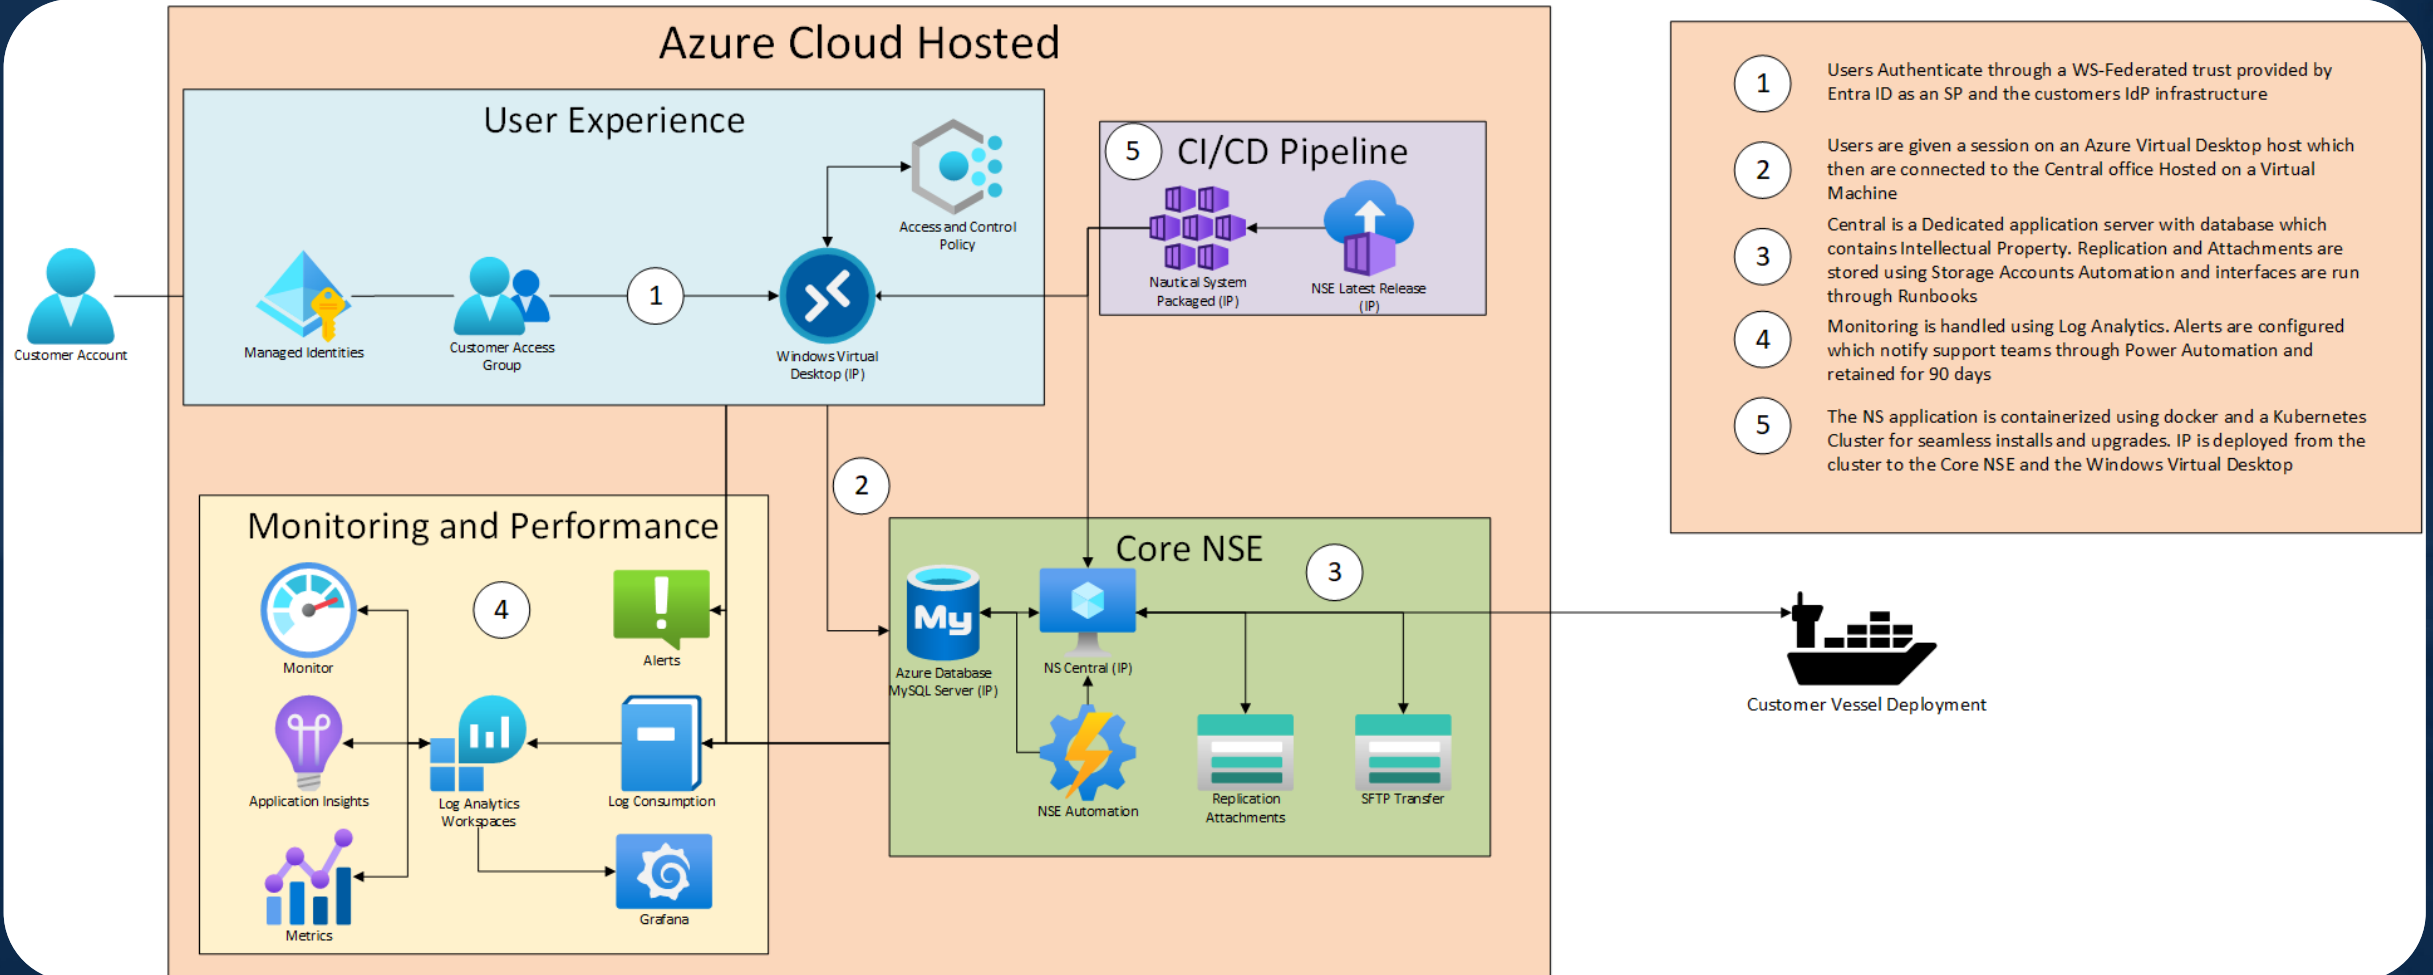 Azure Cloud Hosted
User Experience
Access and Control
Policy
Customer Account
Managed Identities
Customer Access
Group
1
Windows Virtual
Desktop (IP)
5
CI/CD Pipeline
Nautical System
Packaged (IP)
NSE Latest Release
(IP)
2
Monitoring and Performance
Monitor
4
Alerts
Application Insights
Log Analytics
Workspaces
Log Consumption
Metrics
Grafana
Core NSE
3
My
Azure Database
MySQL Server (IP)
NS Central (IP)
NSE Automation
Replication
Attachments
SFTP Transfer
Customer Vessel Deployment
1
Users Authenticate through a WS-Federated trust provided by
Entra ID as an SP and the customers IdP infrastructure
2
Users are given a session on an Azure Virtual Desktop host which
then are connected to the Central office Hosted on a Virtual
Machine
3
Central is a Dedicated application server with database which
contains Intellectual Property. Replication and Attachments are
stored using Storage Accounts Automation and interfaces are run
through Runbooks
4
Monitoring is handled using Log Analytics. Alerts are configured
which notify support teams through Power Automation and
retained for 90 days
5
The NS application is containerized using docker and a Kubernetes
Cluster for seamless installs and upgrades. IP is deployed from the
cluster to the Core NSE and the Windows Virtual Desktop